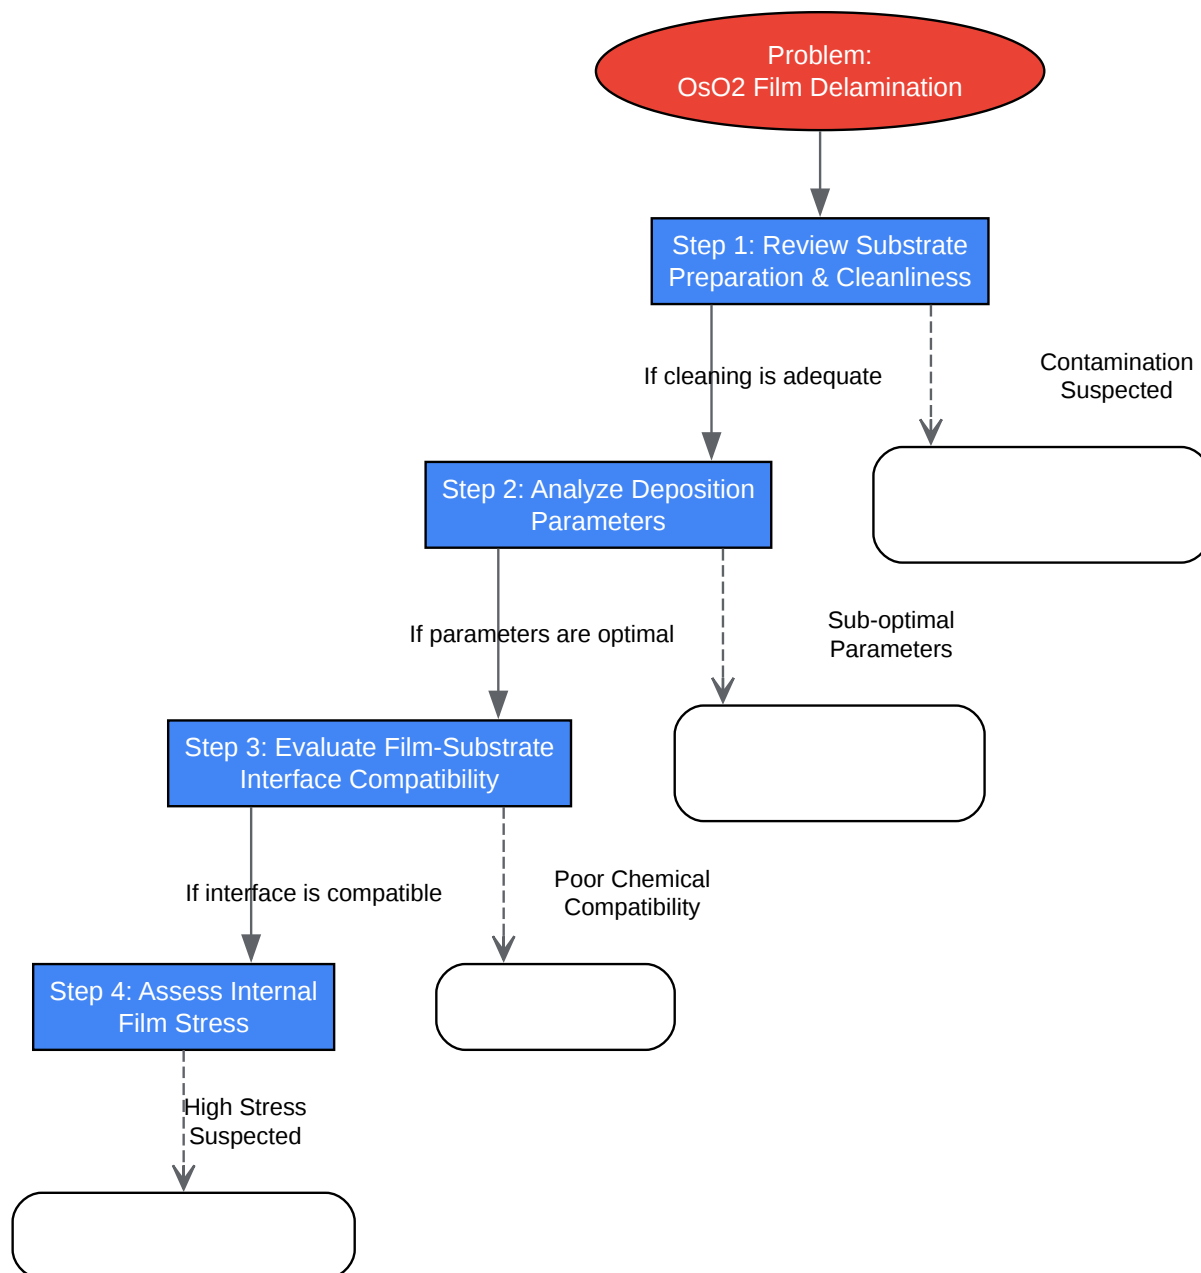 Problem:
OsO2 Film Delamination
Step 1: Review Substrate
Preparation & Cleanliness
If cleaning is adequate
Contamination
Suspected
Step 2: Analyze Deposition
Parameters
If parameters are optimal
Sub-optimal
Parameters
Step 3: Evaluate Film-Substrate
Interface Compatibility
If interface is compatible
Poor Chemical
Compatibility
Step 4: Assess Internal
Film Stress
High Stress
Suspected